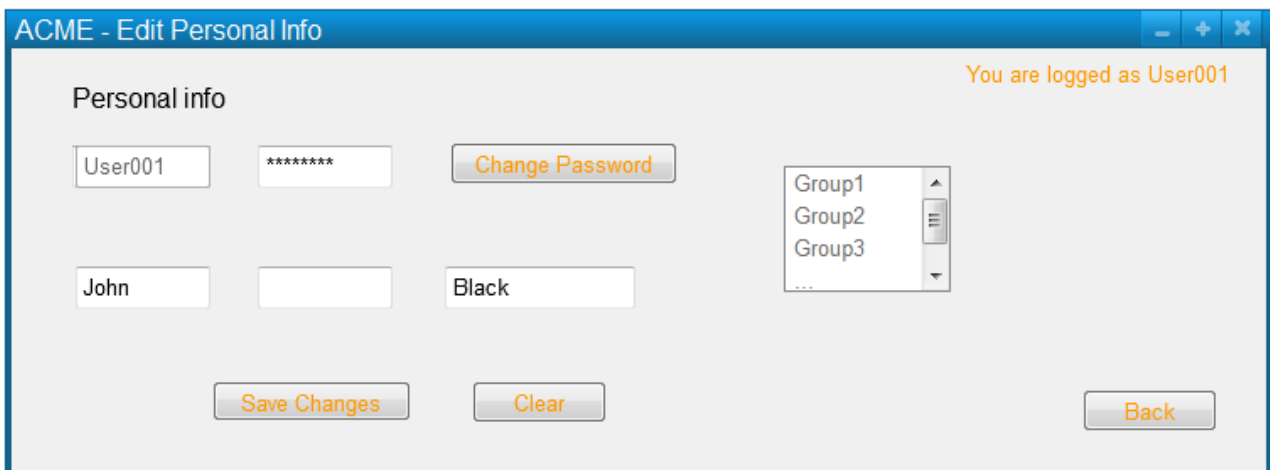 ACME - Edit Personal Info
You are logged as User001
Personal info
User001 ******** Change Password
Group1
Group2
Group3
...
John Black
Save Changes Clear Back